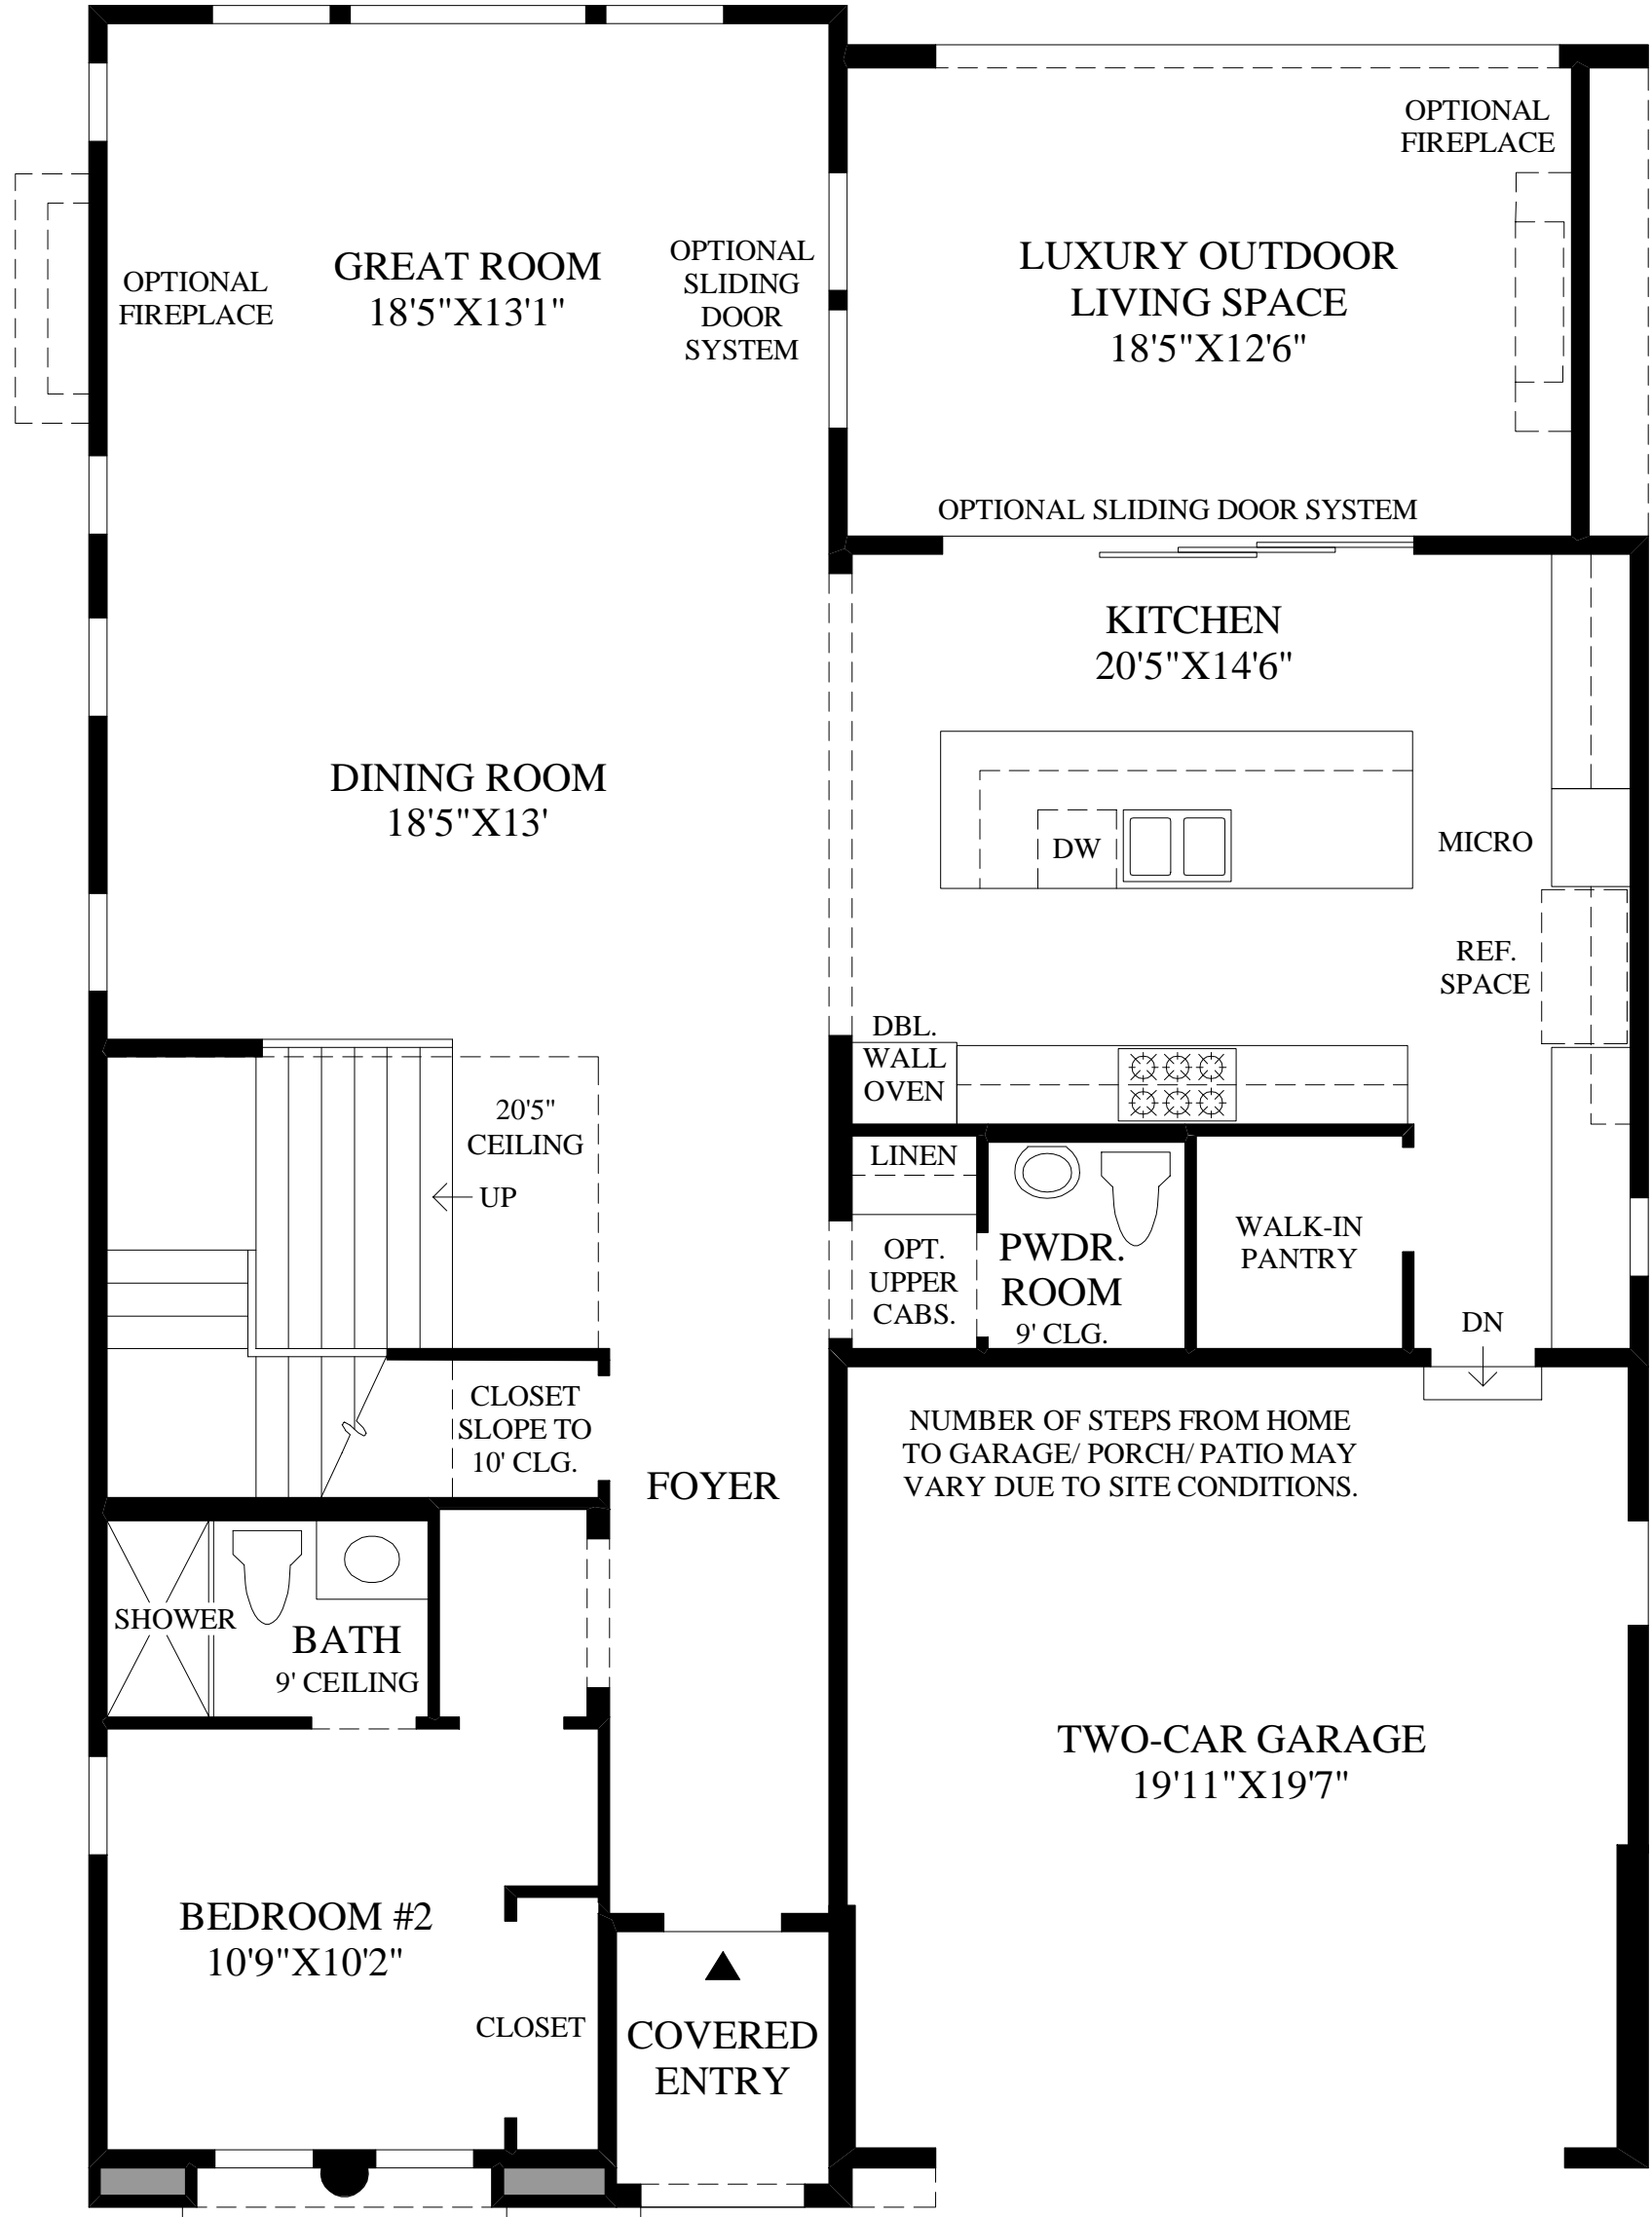 OPTIONAL
FIREPLACE
GREAT ROOM
18'5"X13'1"
OPTIONAL
FIREPLACE
OPTIONAL
SLIDING
DOOR
SYSTEM
LUXURY OUTDOOR
LIVING SPACE
18'5"X12'6"
OPTIONAL SLIDING DOOR SYSTEM
KITCHEN
20'5"X14'6"
DINING ROOM
18'5"X13'
DW
MICRO
REF.
SPACE
DBL.
WALL
OVEN
20'5"
CEILING
UP
LINEN
OPT.
UPPER
CABS.
PWDR.
ROOM
9' CLG.
WALK-IN
PANTRY
DN
CLOSET
SLOPE TO
10' CLG.
FOYER
NUMBER OF STEPS FROM HOME
TO GARAGE/ PORCH/ PATIO MAY
VARY DUE TO SITE CONDITIONS.
SHOWER
BATH
9' CEILING
TWO-CAR GARAGE
19'11"X19'7"
BEDROOM #2
10'9"X10'2"
CLOSET
COVERED
ENTRY